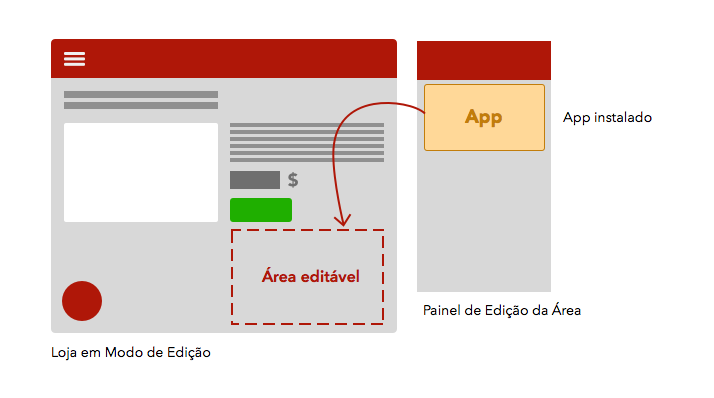 App
App instalado
$
Área editável
Painel de Edição da Área
Loja em Modo de Edição